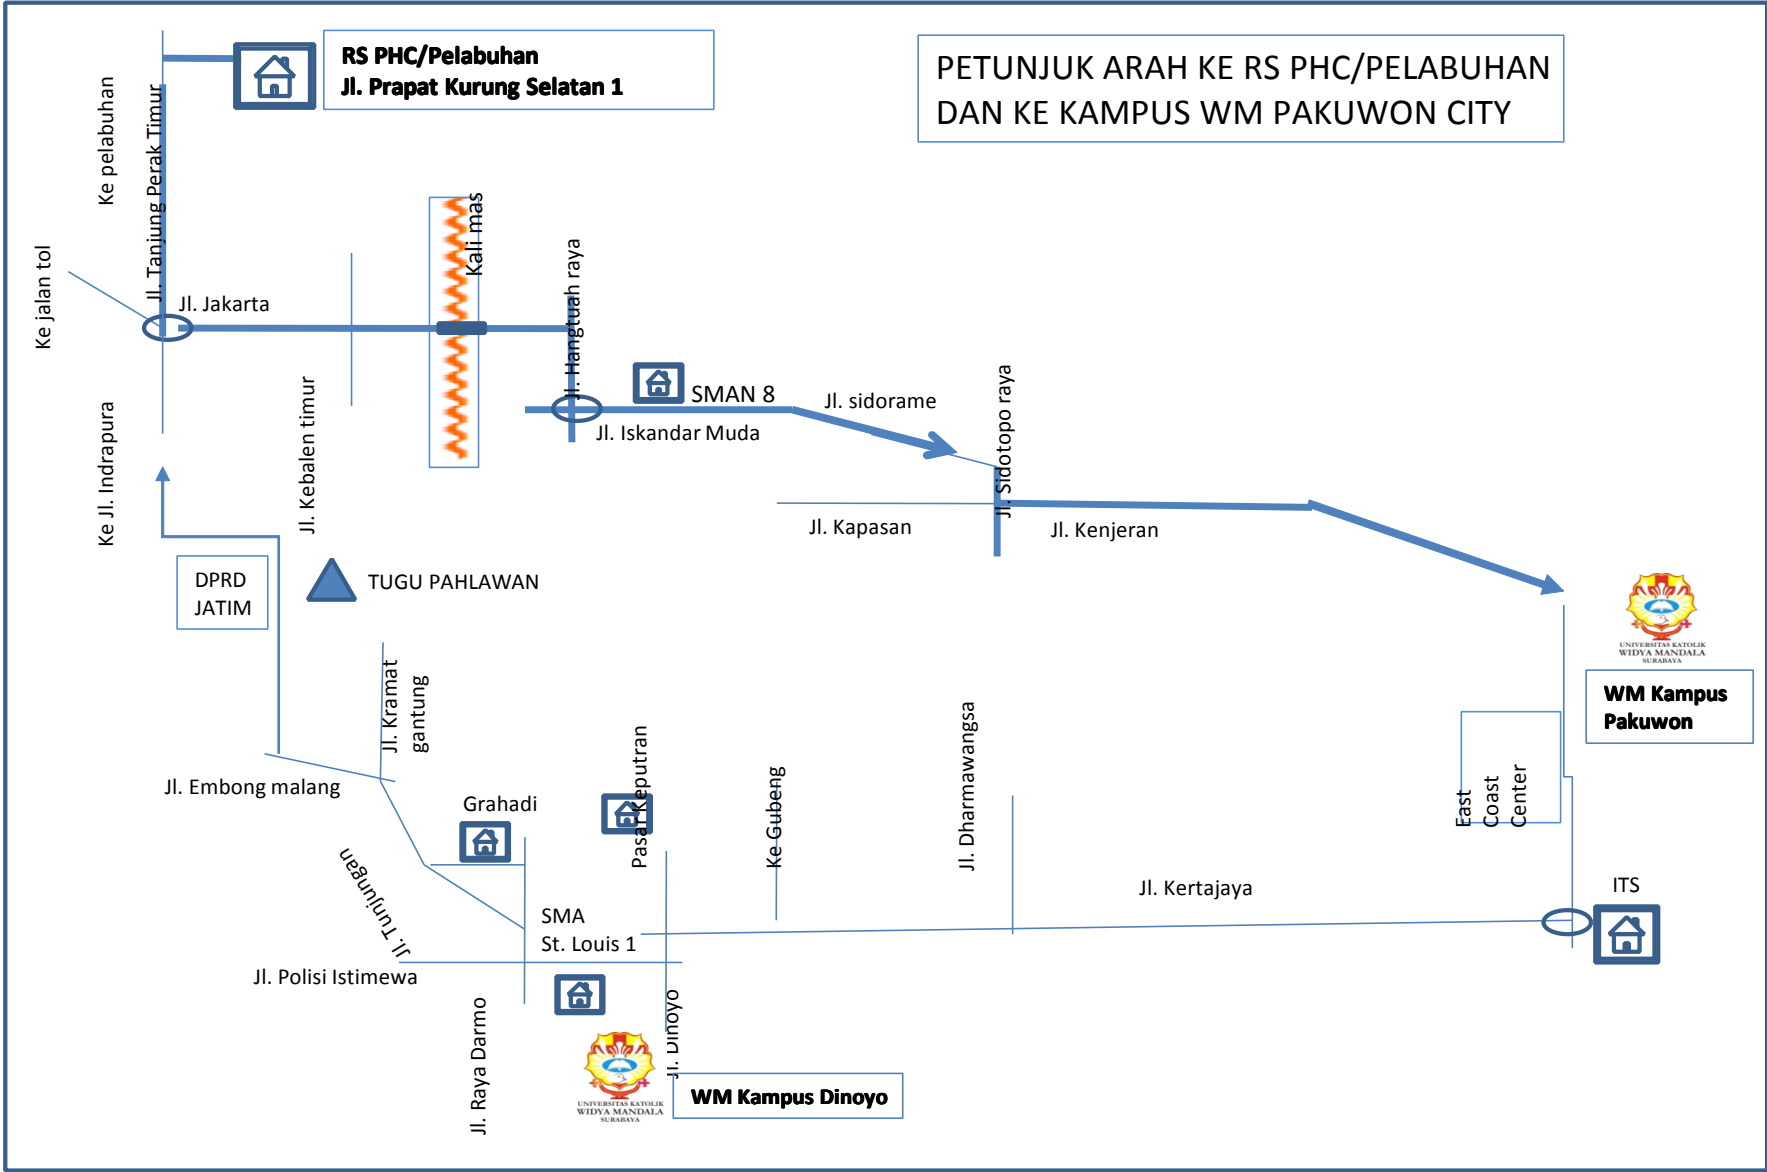 RS PHC/Pelabuhan
Jl. Prapat Kurung Selatan 1
PETUNJUK ARAH KE RS PHC/PELABUHAN
DAN KE KAMPUS WM PAKUWON CITY
Ke pelabuhan
Jl. Tanjung Perak Timur
Kali mas
Ke jalan tol
Jl. Jakarta
Jl. Hangtuah raya
SMAN 8
Jl. sidorame
Jl. Iskandar Muda
Jl. Sidotopo raya
Ke Jl. Indrapura
Jl. Kebalen timur
Jl. Kapasan
Jl. Kenjeran
DPRD
JATIM
TUGU PAHLAWAN
UNIVERSITAS KATOLIK
WIDYA MANDALA
SURABAYA
WM Kampus
Pakuwon
Jl. Kramat
gantung
Jl. Embong malang
Grahadi
Pasar Keputran
Ke Gubeng
Jl. Dharmawangsa
East
Coast
Center
Jl. Tunjungan
Jl. Kertajaya
ITS
SMA
St. Louis 1
Jl. Polisi Istimewa
Jl. Raya Darmo
Jl. Dinoyo
UNIVERSITAS KATOLIK
WIDYA MANDALA
SURABAYA
WM Kampus Dinoyo